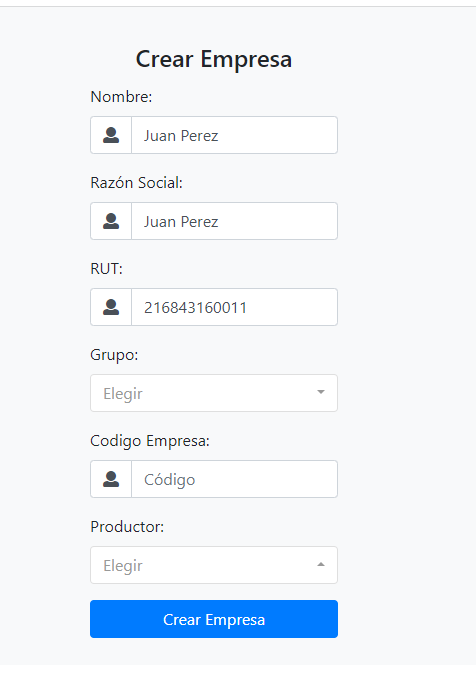 Crear Empresa
Nombre:
Juan Perez
Razón Social:
Juan Perez
RUT:
216843160011
Grupo:
Elegir
Codigo Empresa:
Código
Productor:
Elegir
Crear Empresa